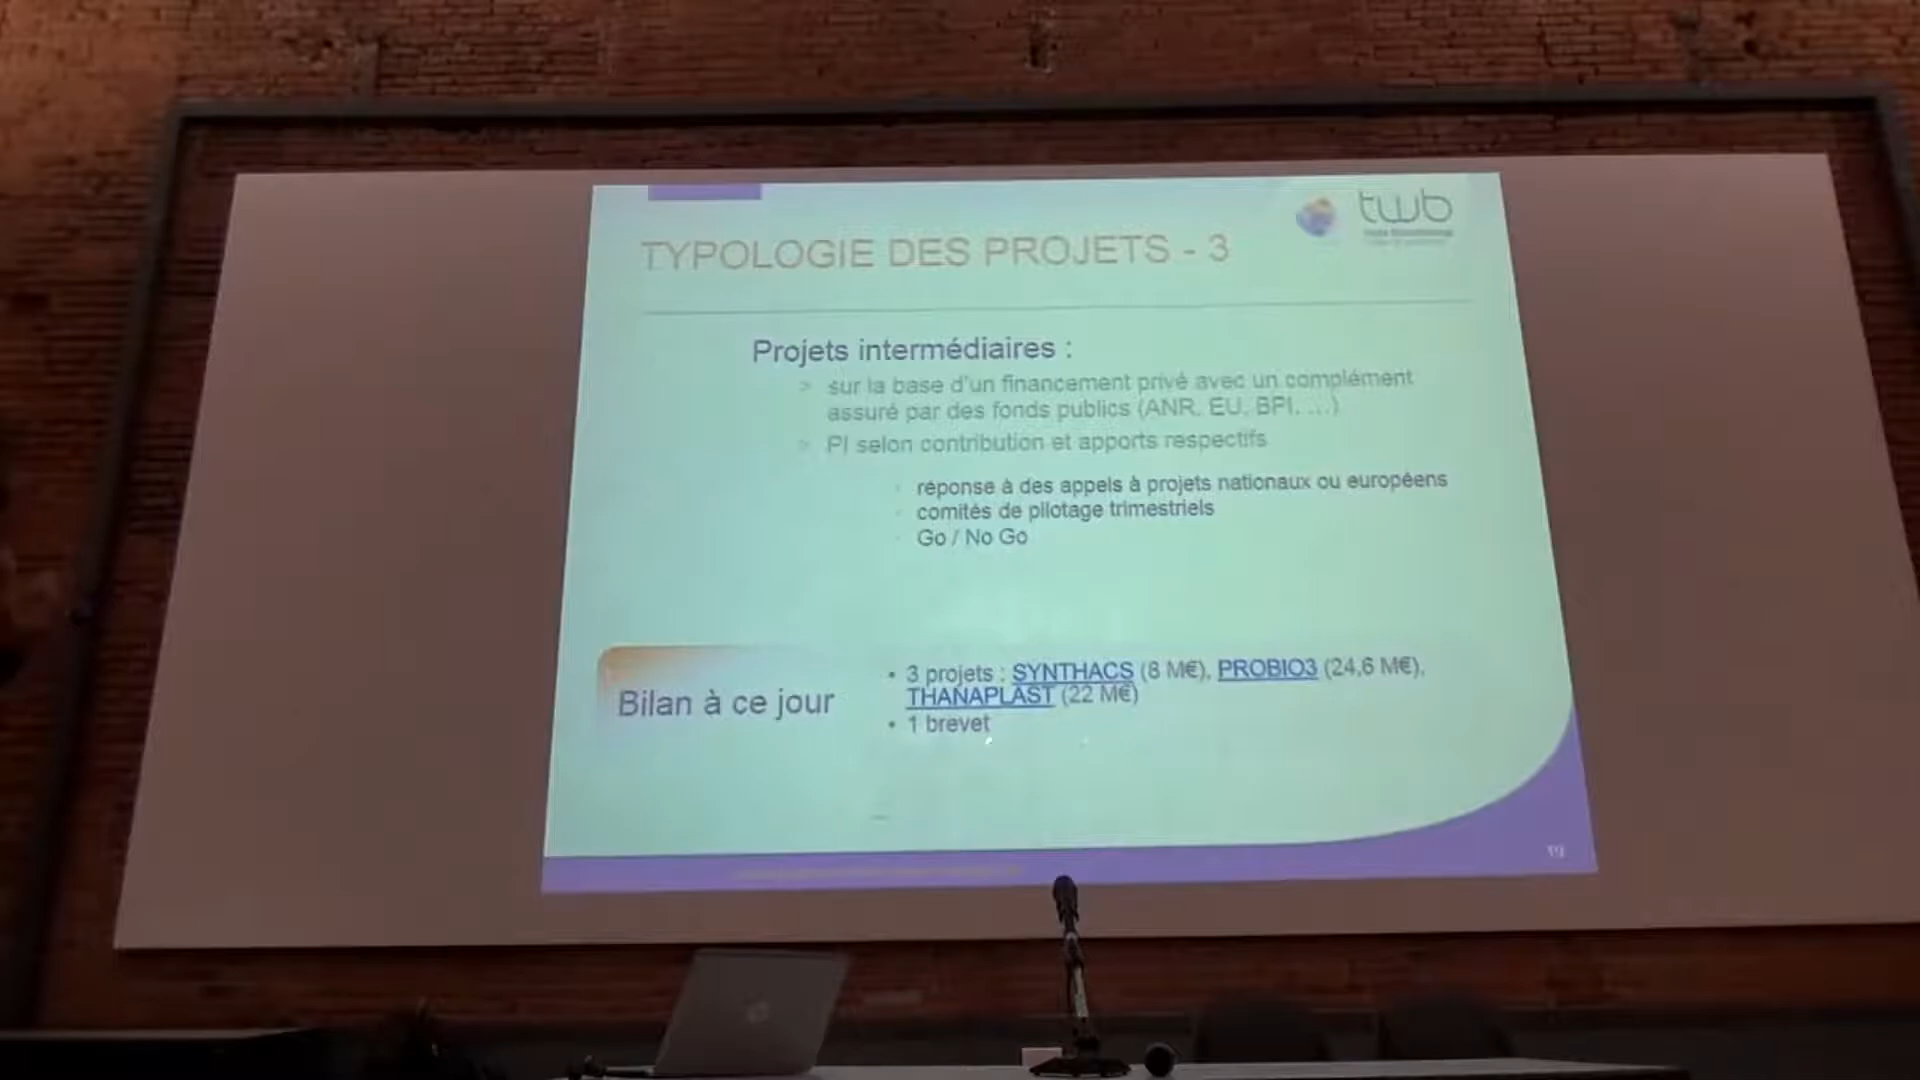 twb
TYPOLOGIE DES PROJETS - 3
Projets intermédiaires :
> sur la base d'un financement privé avec un complément
assuré par des fonds publics (ANR, EU, BPI, ...)
> PI selon contribution et apports respectifs
réponse à des appels à projets nationaux ou européens
comités de pilotage trimestriels
Go / No Go
Bilan à ce jour
• 3 projets : SYNTHACS (8 M€), PROBIO3 (24,6 M€),
THANAPLAST (22 M€)
• 1 brevet